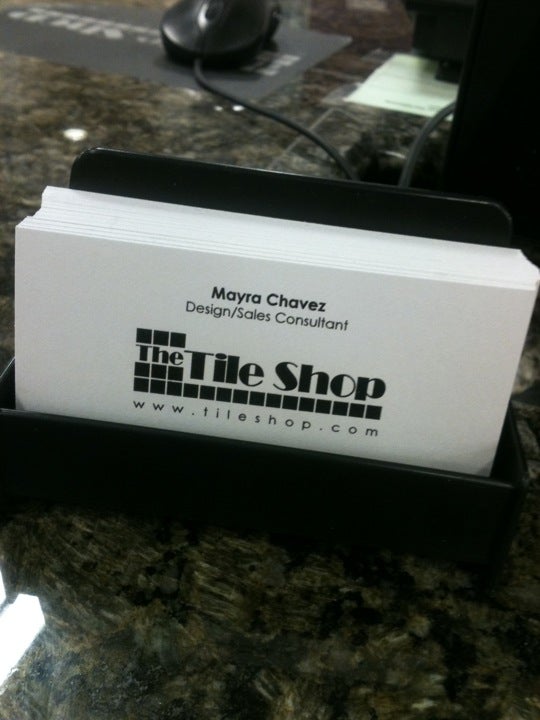 Mayra Chavez
Design/Sales Consultant
The Tile Shop
www.tileshop.com